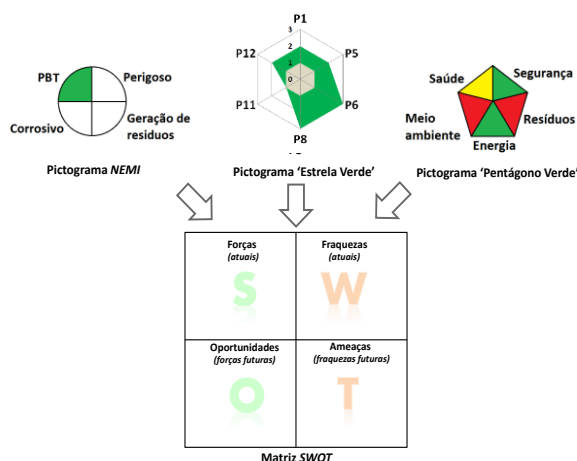 PBT
Perigoso
Corrosivo
Geração de
residuos
Pictograma NEMI
P1
3
2
1
0
P12
P5
P11
P6
P8
Pictograma ‘Estrela Verde’
Saúde
Segurança
Meio
ambiente
Resíduos
Energia
Pictograma ‘Pentágono Verde’
Forças
(atuais)
S
Fraquezas
(atuais)
W
Oportunidades
(forças futuras)
O
Ameaças
(fraquezas futuras)
T
Matriz SWOT